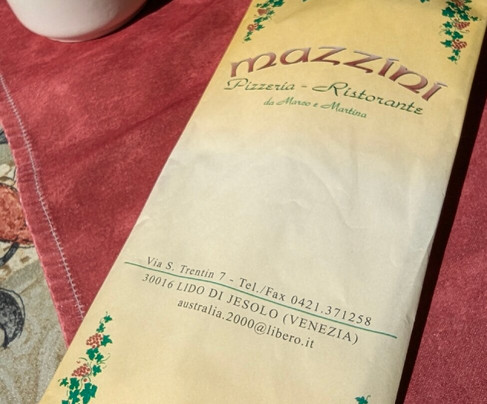 mazzini
Pizzeria - Ristorante
da Marzo e Martina
Via S. Trentin 7 - Tel./Fax 0421.371258
30016 LIDO DI JESOLO (VENEZIA)
australia.2000@libero.it